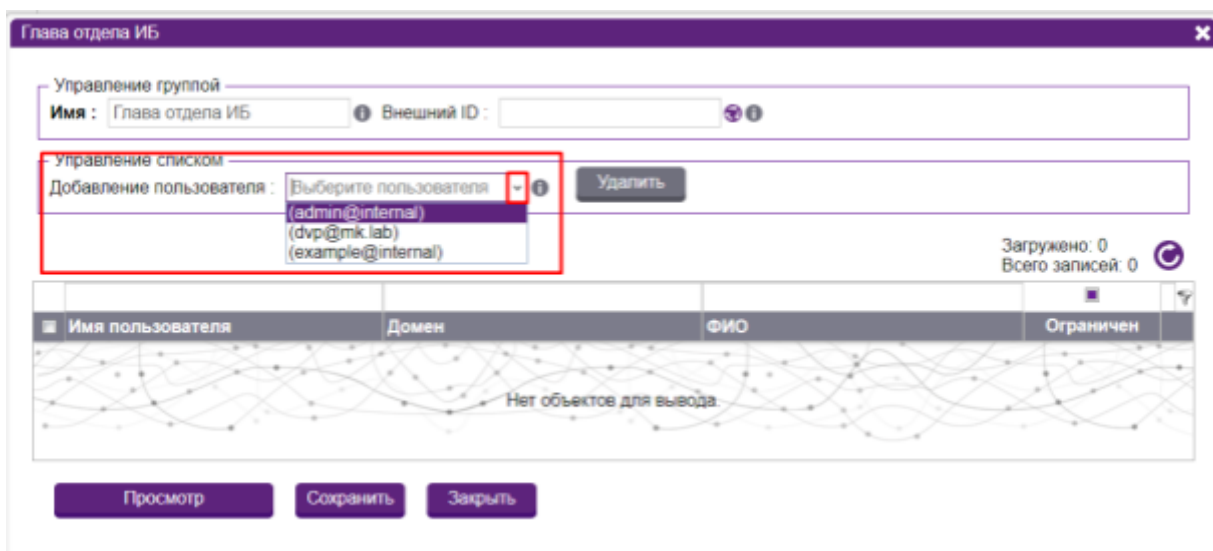 Глава отдела ИБ
Управление группой
Имя : Глава отдела ИБ Внешний ID :
Управление списком
Добавление пользователя : Выберите пользователя Удалить
(admin@internal)
(dvp@mk.lab)
(example@internal)
Загружено: 0
Всего записей: 0
Имя пользователя Домен ФИО Ограничен
Нет объектов для вывода.
Просмотр Сохранить Закрыть